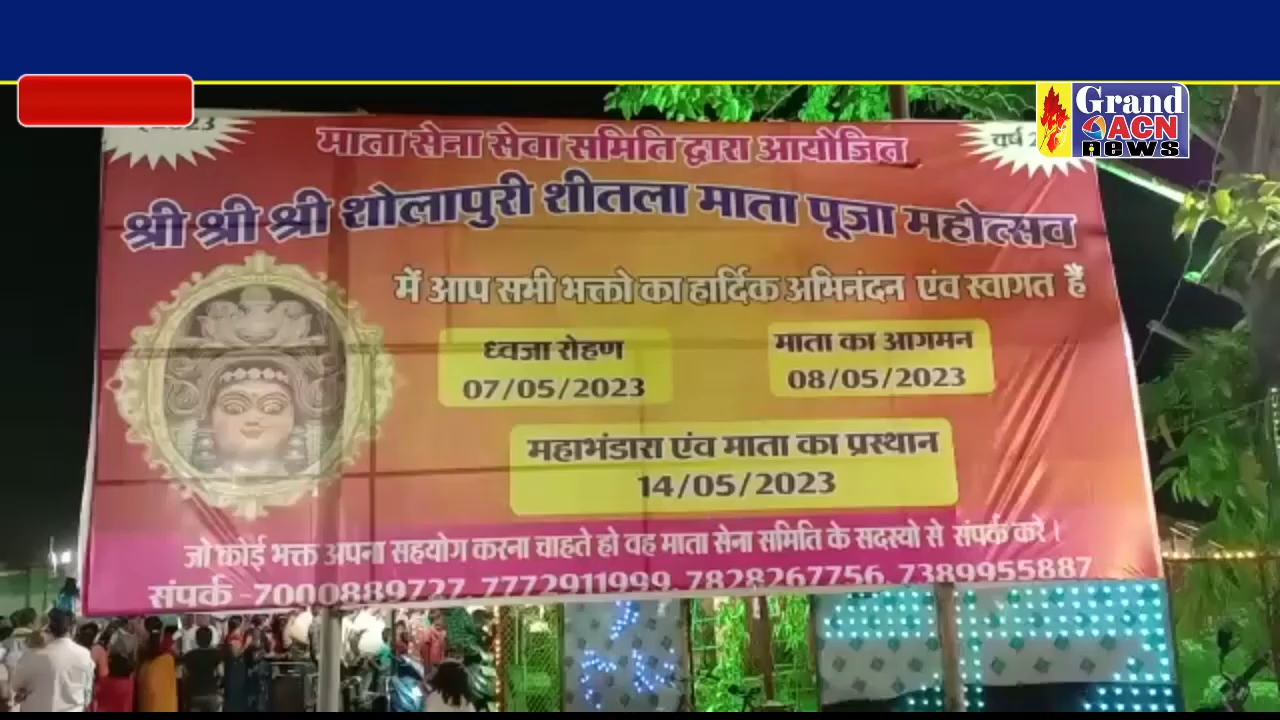 Grand
ACN
news
वर्ष
माता सेना सेवा समिति द्वारा आयोजित
श्री श्री श्री शोलापुरी शीतला माता पूजा महोत्सव
में आप सभी भक्तो का हार्दिक अभिनंदन एंव स्वागत हैं
ध्वजा रोहण
07/05/2023
माता का आगमन
08/05/2023
महाभंडारा एंव माता का प्रस्थान
14/05/2023
जो कोई भक्त अपना सहयोग करना चाहते हो वह माता सेना समिति के सदस्यो से संपर्क करे।
संपर्क -7000889727, 7772911999, 7828267756, 7389955887